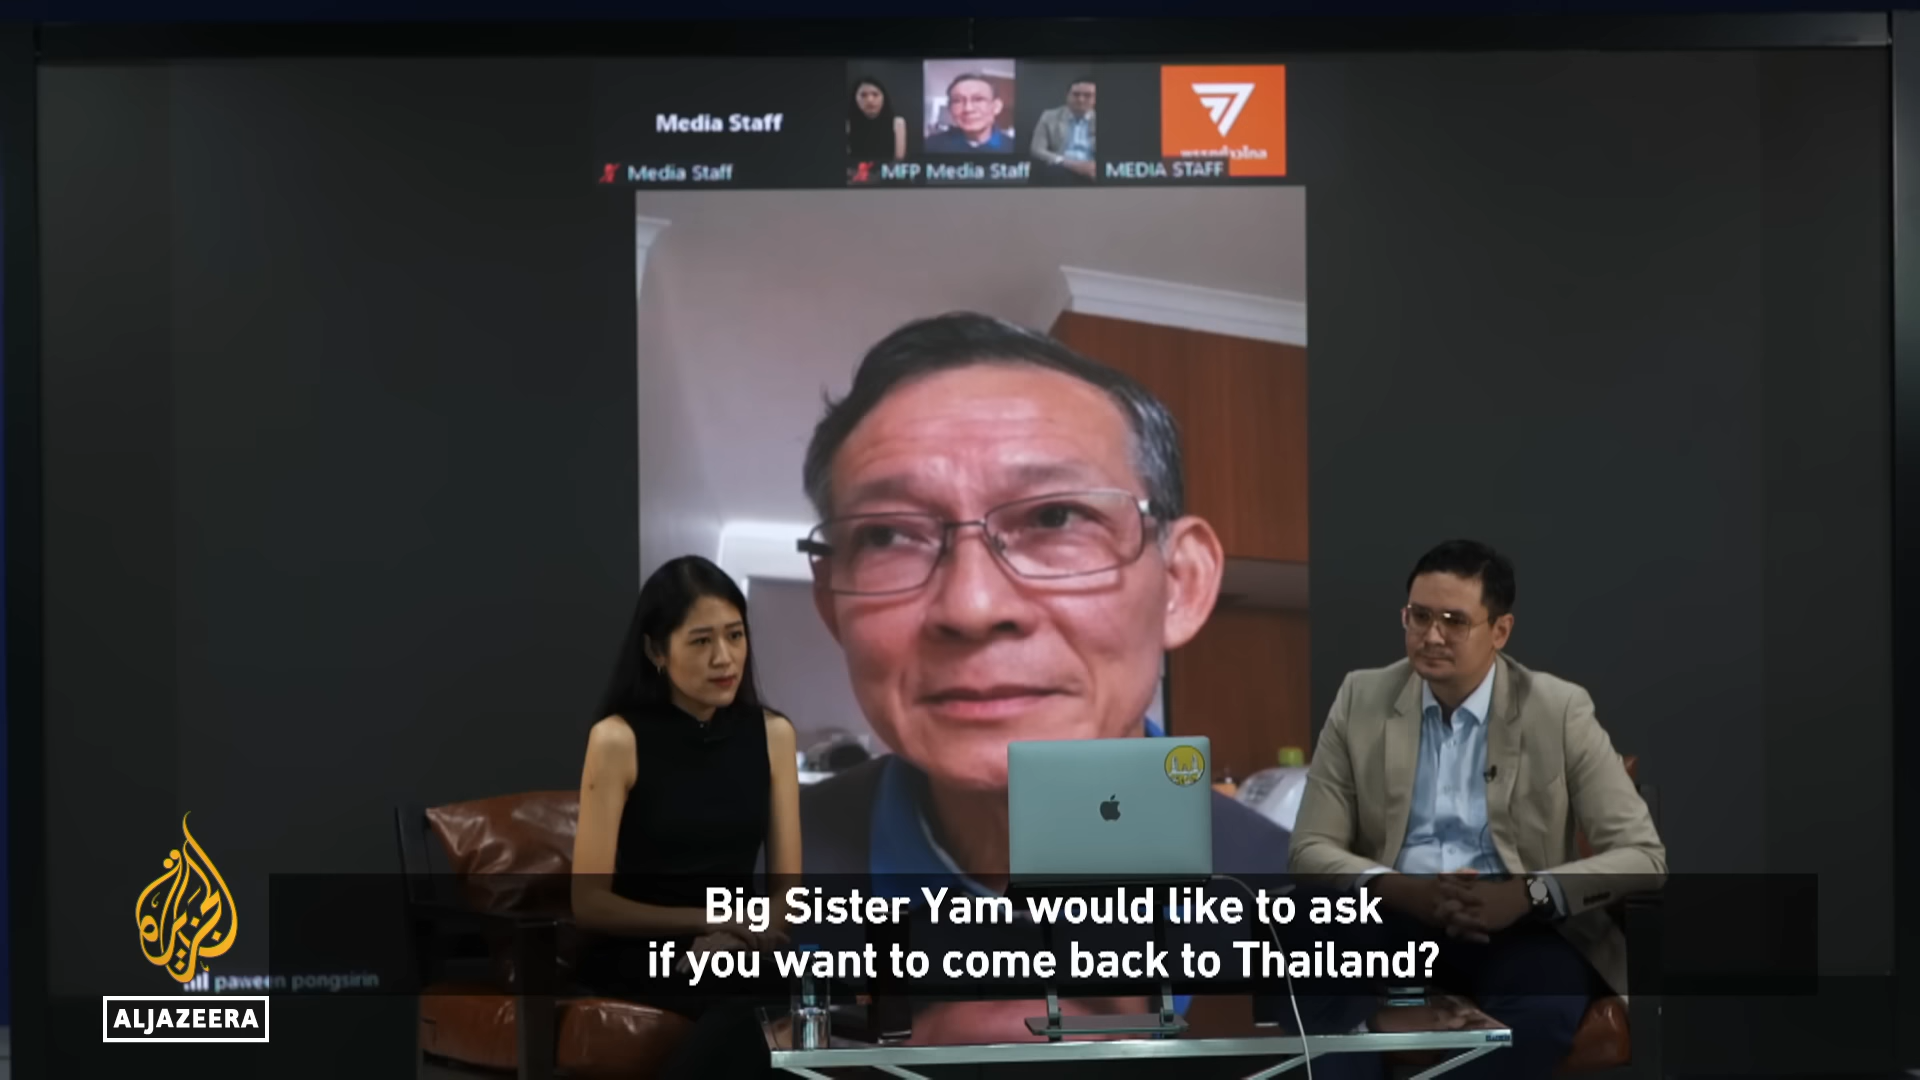 Media Staff
Media Staff
MFP Media Staff
MEDIA STAFF
Big Sister Yam would like to ask
if you want to come back to Thailand?
paween pongsirin
ALJAZEERA
الجزيرة